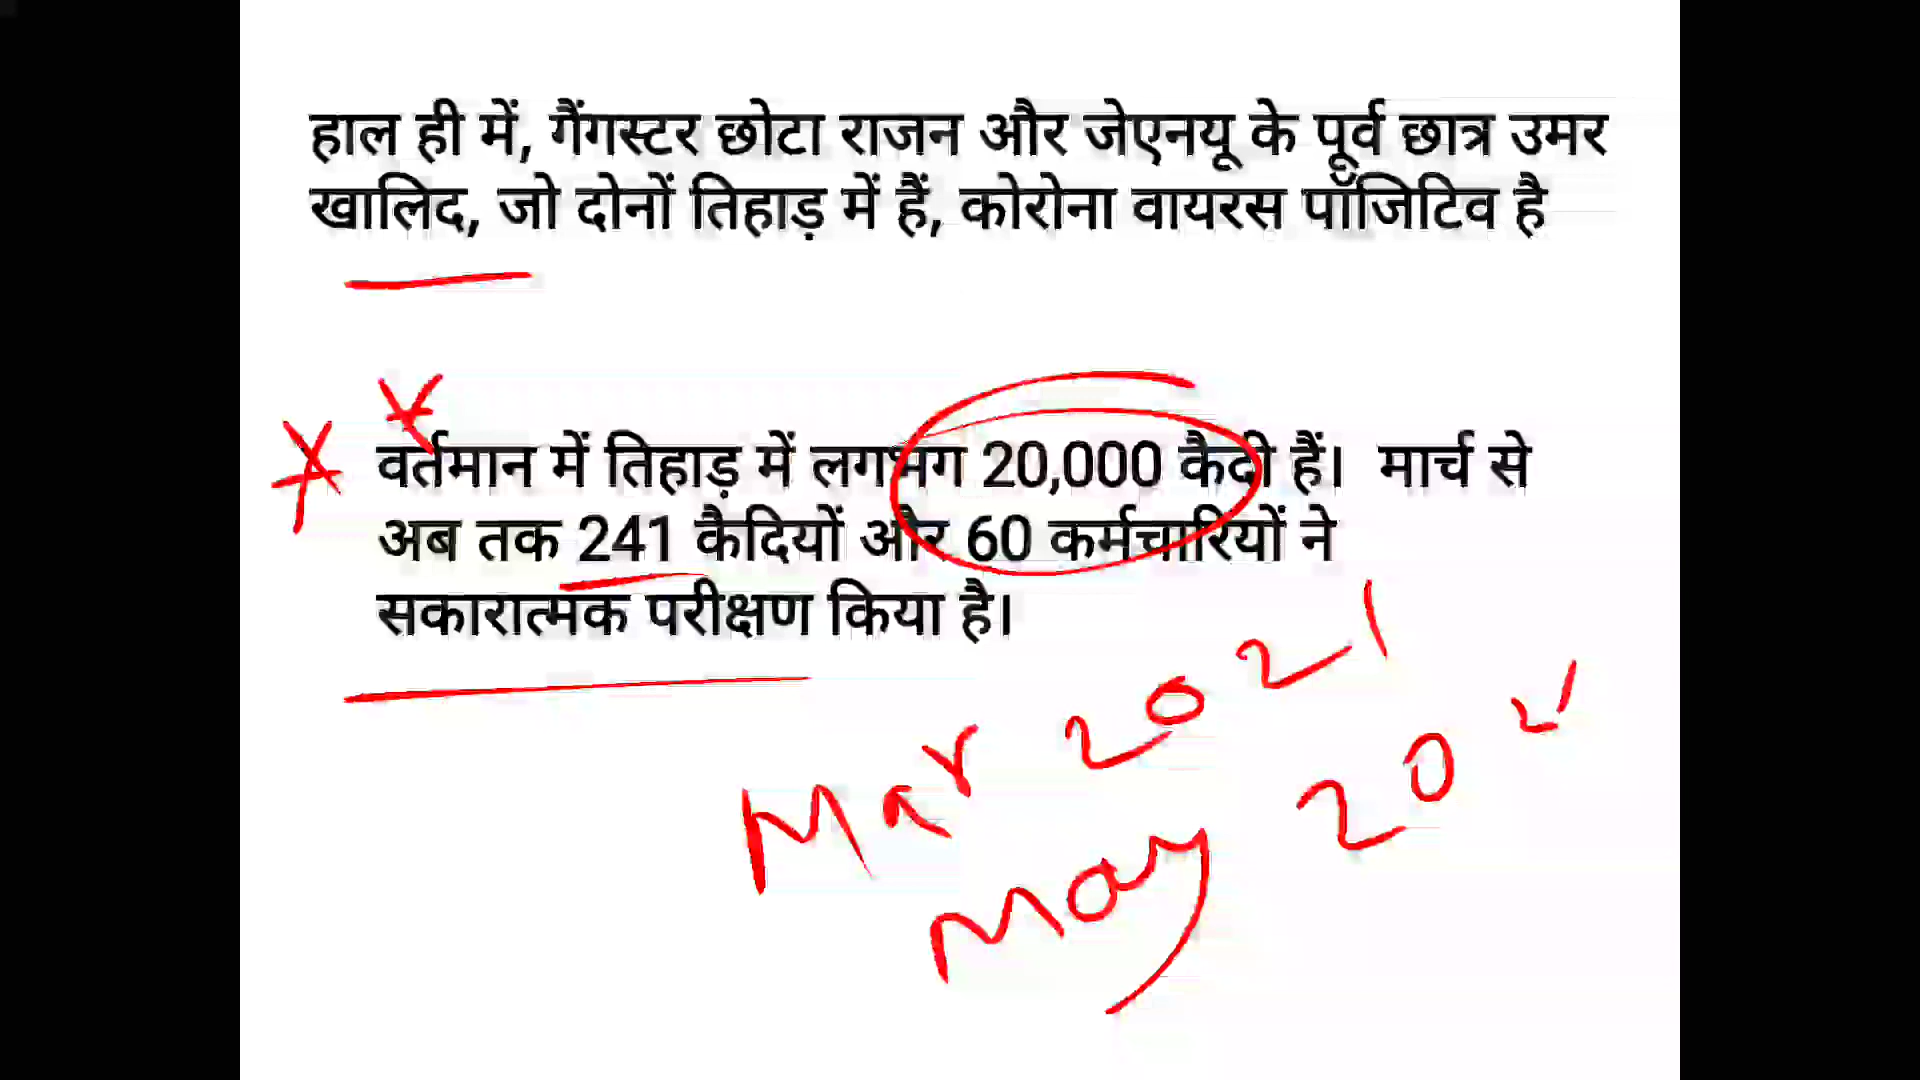 हाल ही में, गैंगस्टर छोटा राजन और जेएनयू के पूर्व छात्र उमर
खालिद, जो दोनों तिहाड़ में हैं, कोरोना वायरस पॉजिटिव है
वर्तमान में तिहाड़ में लगभग 20,000 कैदी हैं। मार्च से
अब तक 241 कैदियों और 60 कर्मचारियों ने
सकारात्मक परीक्षण किया है।
Mar 2021
May 2021